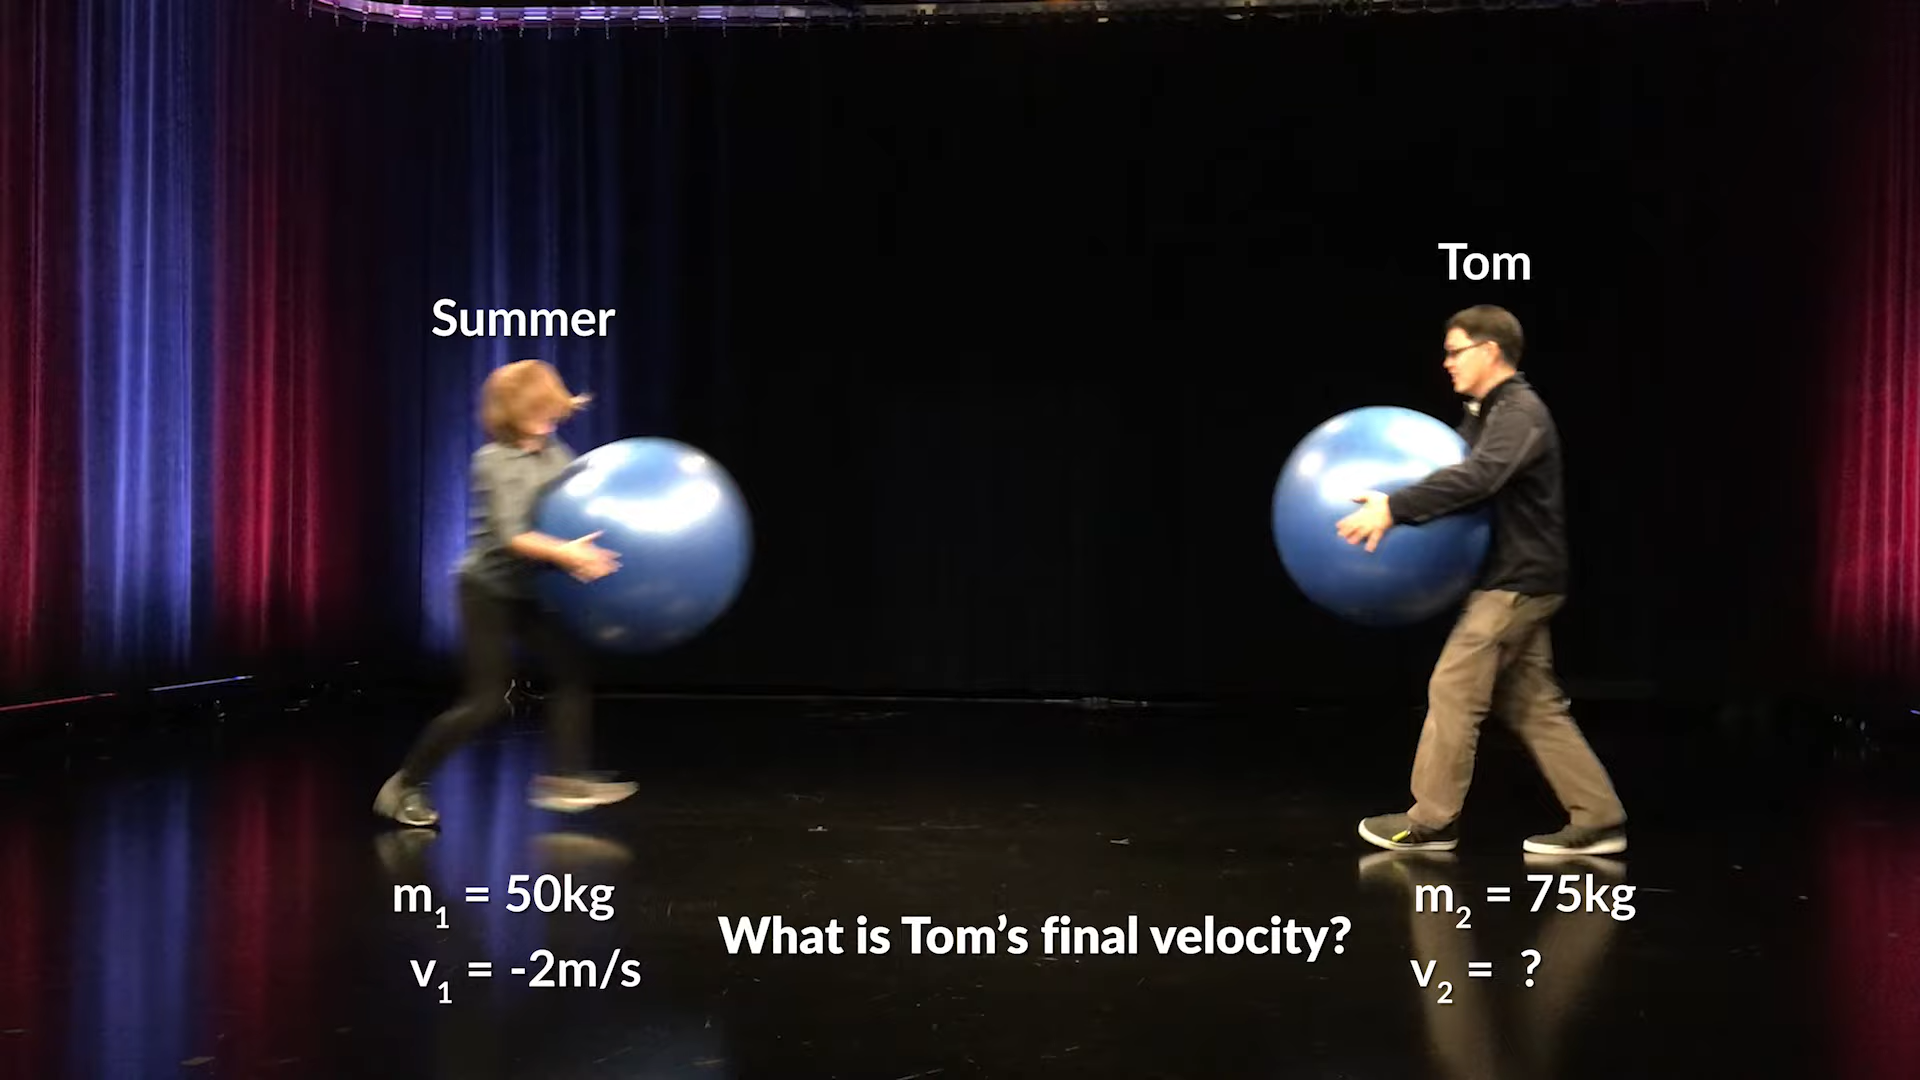 Tom
Summer
m₁ = 50kg
v₁ = -2m/s
What is Tom’s final velocity?
m₂ = 75kg
v₂ = ?